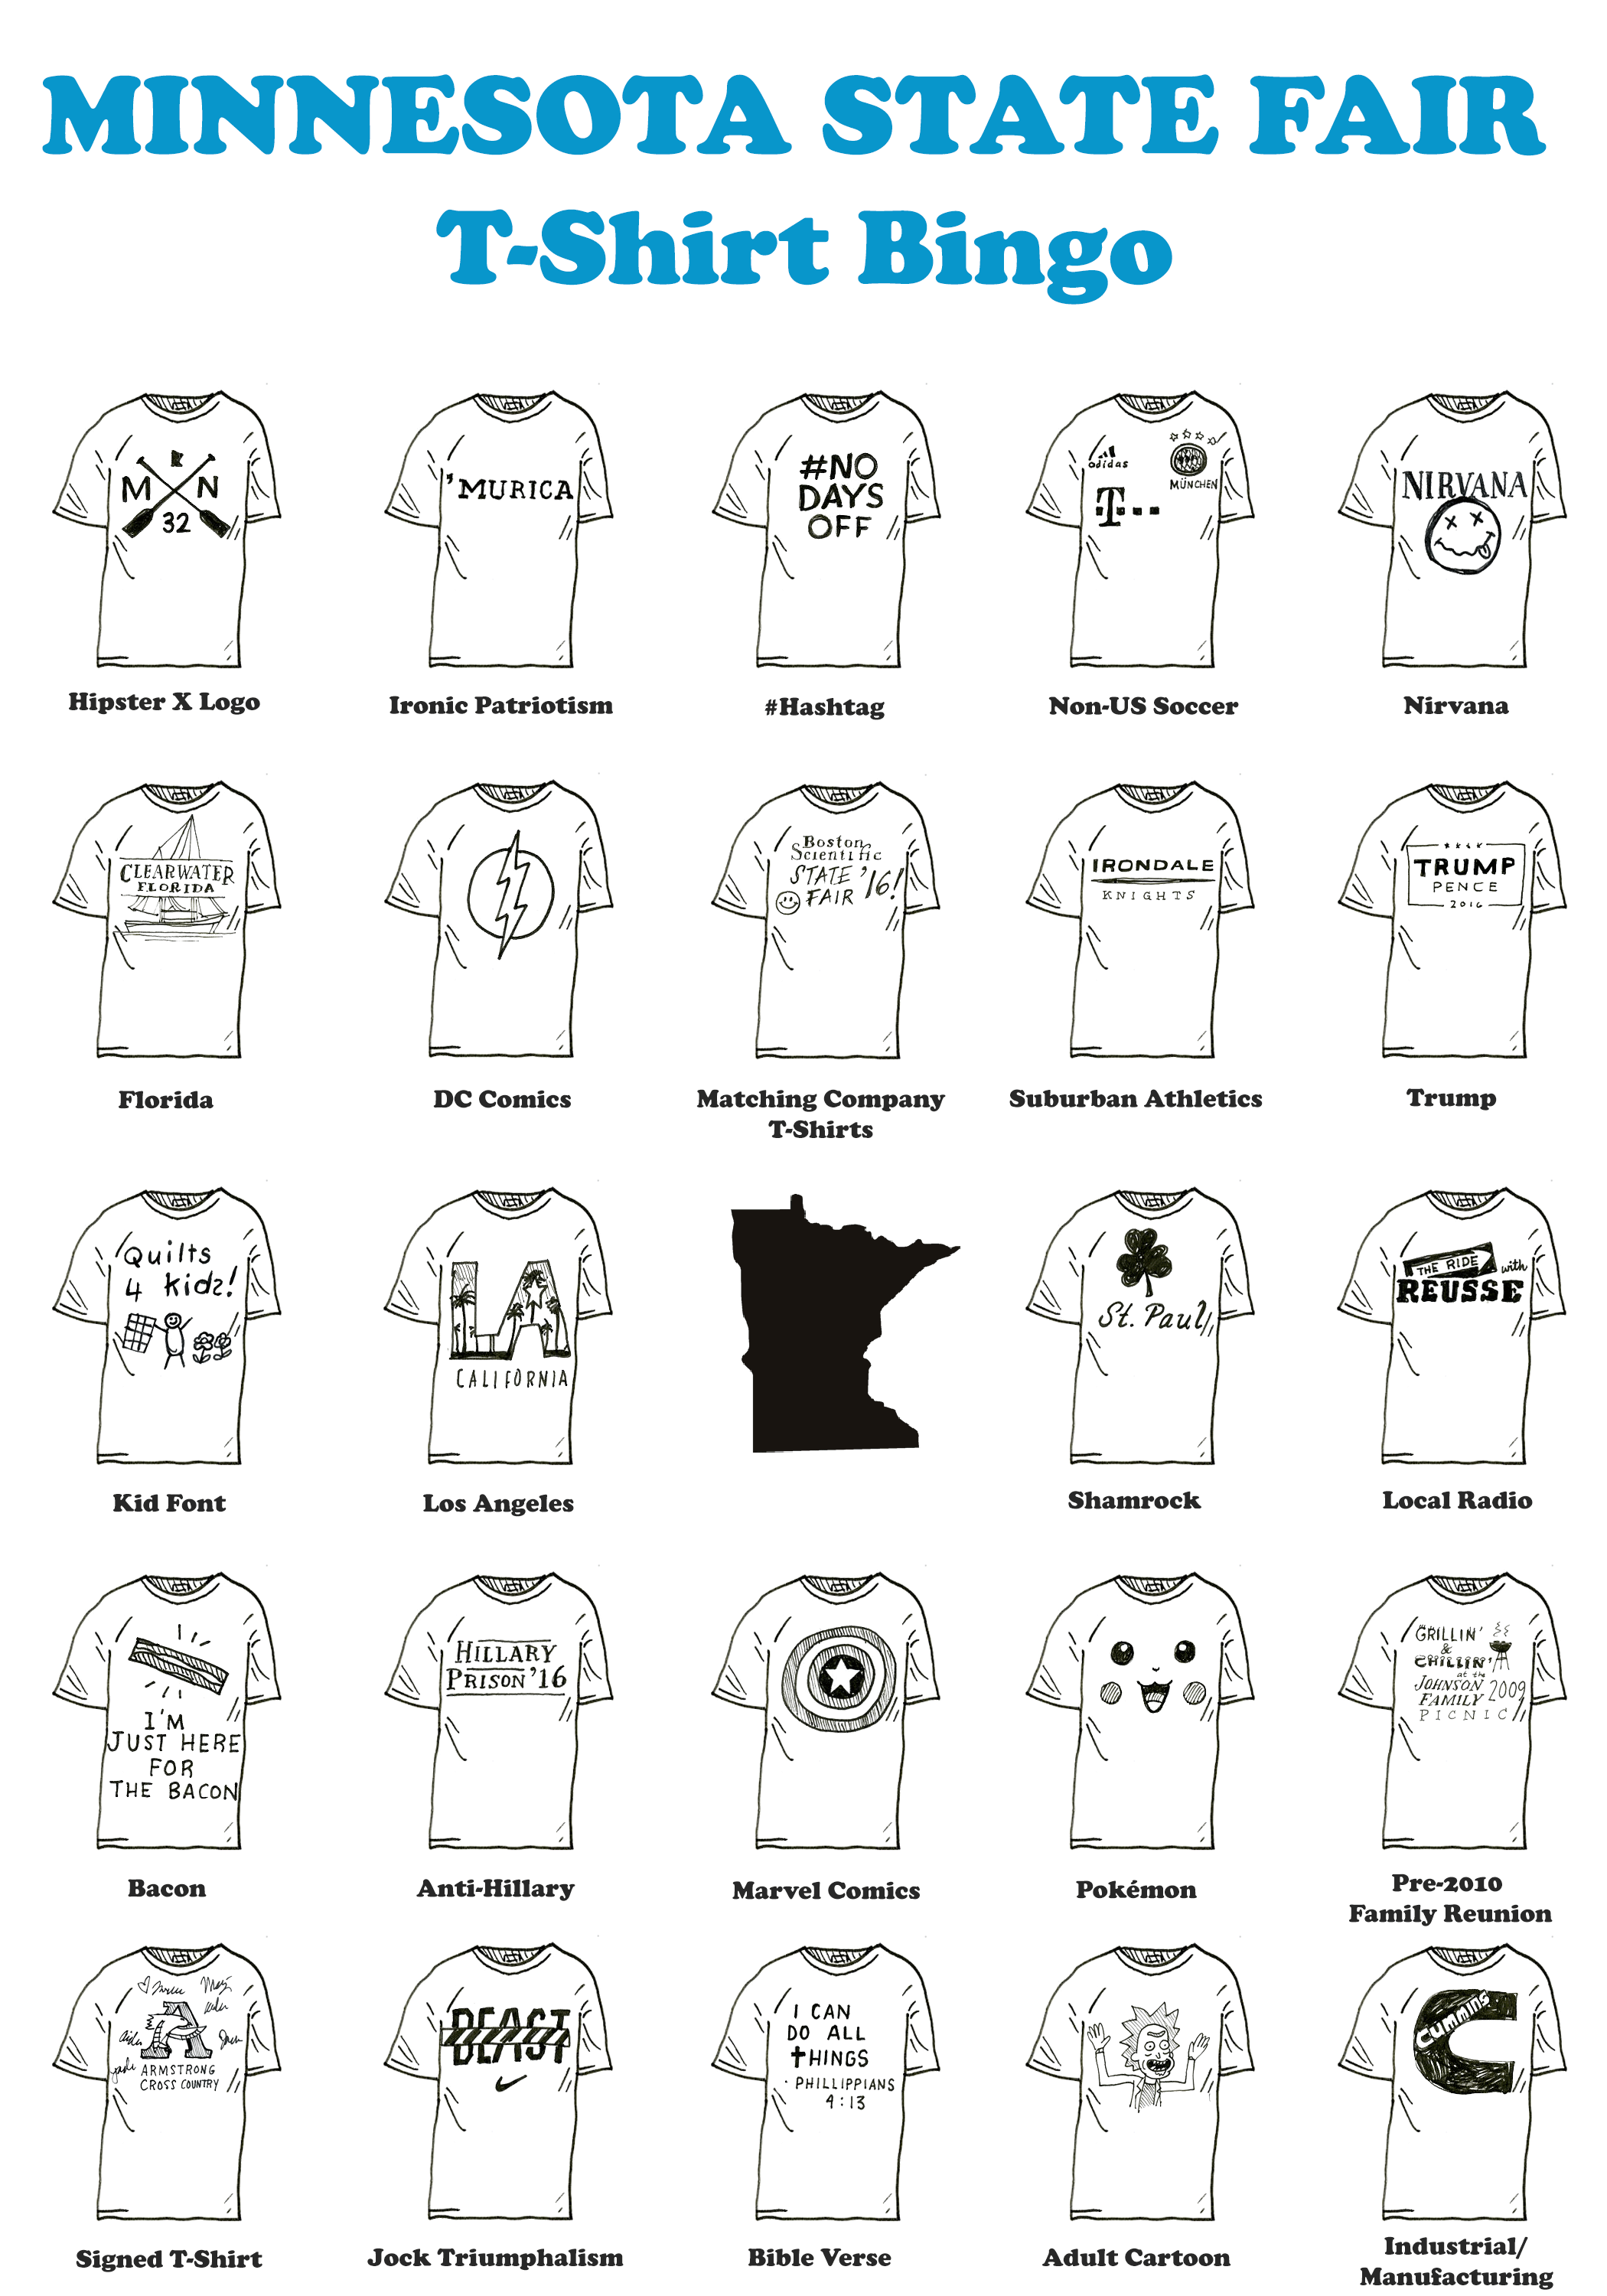 MINNESOTA STATE FAIR
T-Shirt Bingo
M N
32
'MURICA
#NO
DAYS
OFF
adidas
MÜNCHEN
T
NIRVANA
Hipster X Logo
Ironic Patriotism
#Hashtag
Non-US Soccer
Nirvana
CLEARWATER
FLORIDA
Boston
Scientific
STATE '16!
FAIR
IRONDALE
KNIGHTS
TRUMP
PENCE
2016
Florida
DC Comics
Matching Company
T-Shirts
Suburban Athletics
Trump
Quilts
4 kidz!
LA
CALIFORNIA
St. Paul
THE RIDE with
REUSSE
Kid Font
Los Angeles
Shamrock
Local Radio
I'M
JUST HERE
FOR
THE BACON
HILLARY
PRISON '16
GRILLIN'
&
CHILLIN'
at the
JOHNSON
FAMILY 2009
PICNIC
Bacon
Anti-Hillary
Marvel Comics
Pokémon
Pre-2010
Family Reunion
A
ARMSTRONG
CROSS COUNTRY
BEAST
I CAN
DO ALL
THINGS
PHILLIPPIANS
4:13
CUMMINS
Signed T-Shirt
Jock Triumphalism
Bible Verse
Adult Cartoon
Industrial/
Manufacturing